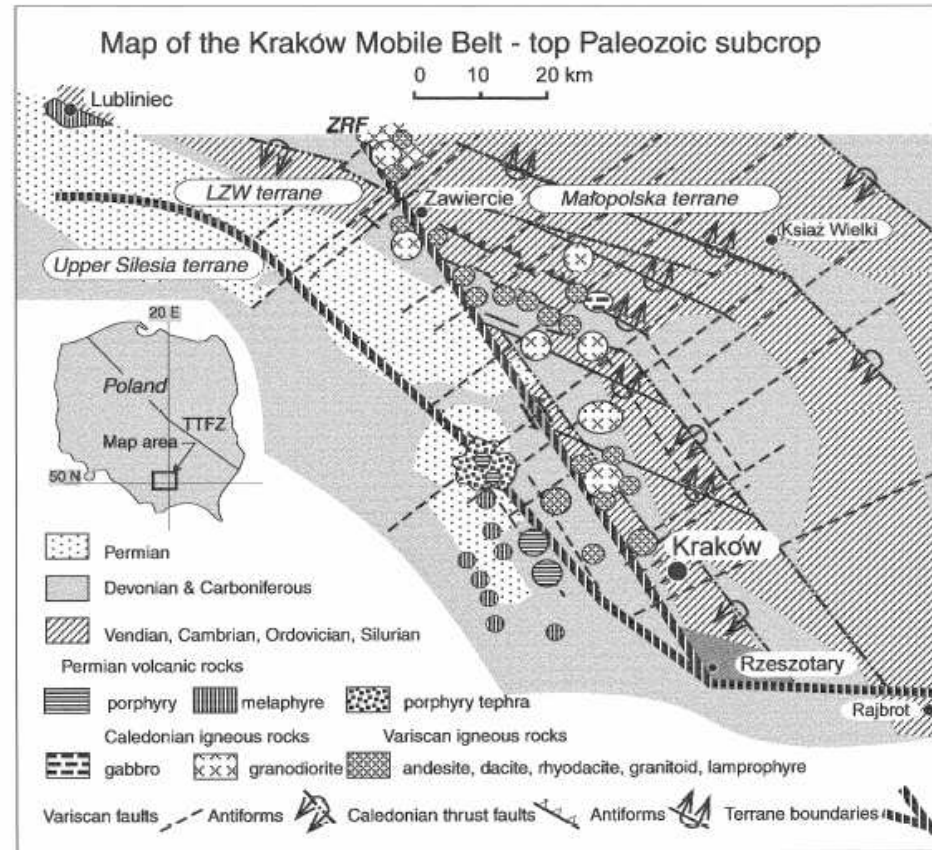 Map of the Kraków Mobile Belt - top Paleozoic subcrop
0 10 20 km
Lubliniec
ZRF
LZW terrane
Zawiercie
Małopolska terrane
Ksiaż Wielki
Upper Silesia terrane
20 E
Poland
TTFZ
Map area
50 N
Kraków
Rzeszotary
Rajbrot
Permian
Devonian & Carboniferous
Vendian, Cambrian, Ordovician, Silurian
Permian volcanic rocks
porphyry melaphyre porphyry tephra
Caledonian igneous rocks Variscan igneous rocks
gabbro granodiorite andesite, dacite, rhyodacite, granitoid, lamprophyre
Variscan faults Antiforms Caledonian thrust faults Antiforms Terrane boundaries